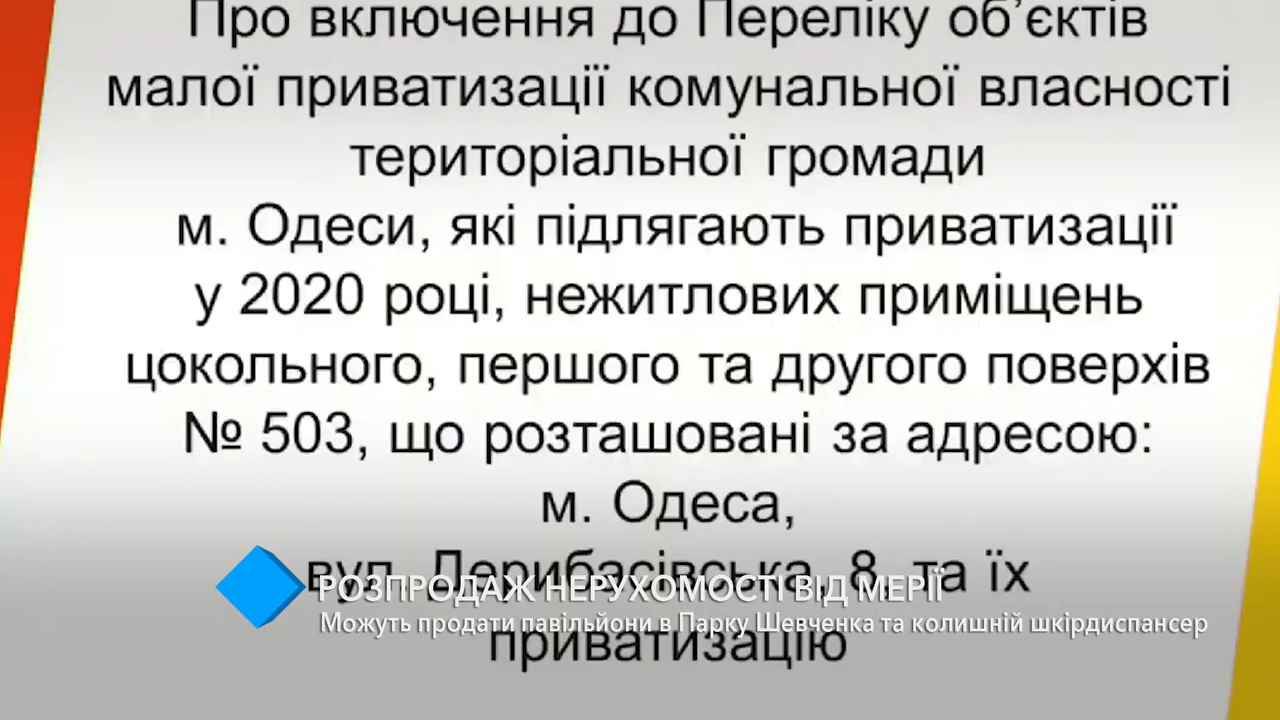 Про включення до Переліку об’єктів
малої приватизації комунальної власності
територіальної громади
м. Одеси, які підлягають приватизації
у 2020 році, нежитлових приміщень
цокольного, першого та другого поверхів
№ 503, що розташовані за адресою:
м. Одеса,
вул. Дерибасівська, 8, та їх
приватизацію
РОЗПРОДАЖ НЕРУХОМОСТІ ВІД МЕРІЇ
Можуть продати павільйони в Парку Шевченка та колишній шкірдиспансер